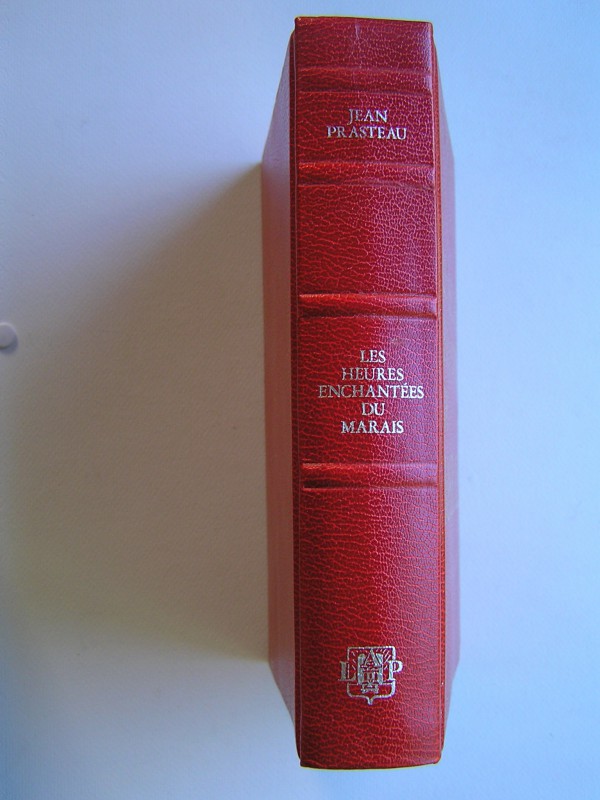 JEAN
PRASTEAU
LES
HEURES
ENCHANTÉES
DU
MARAIS
L P